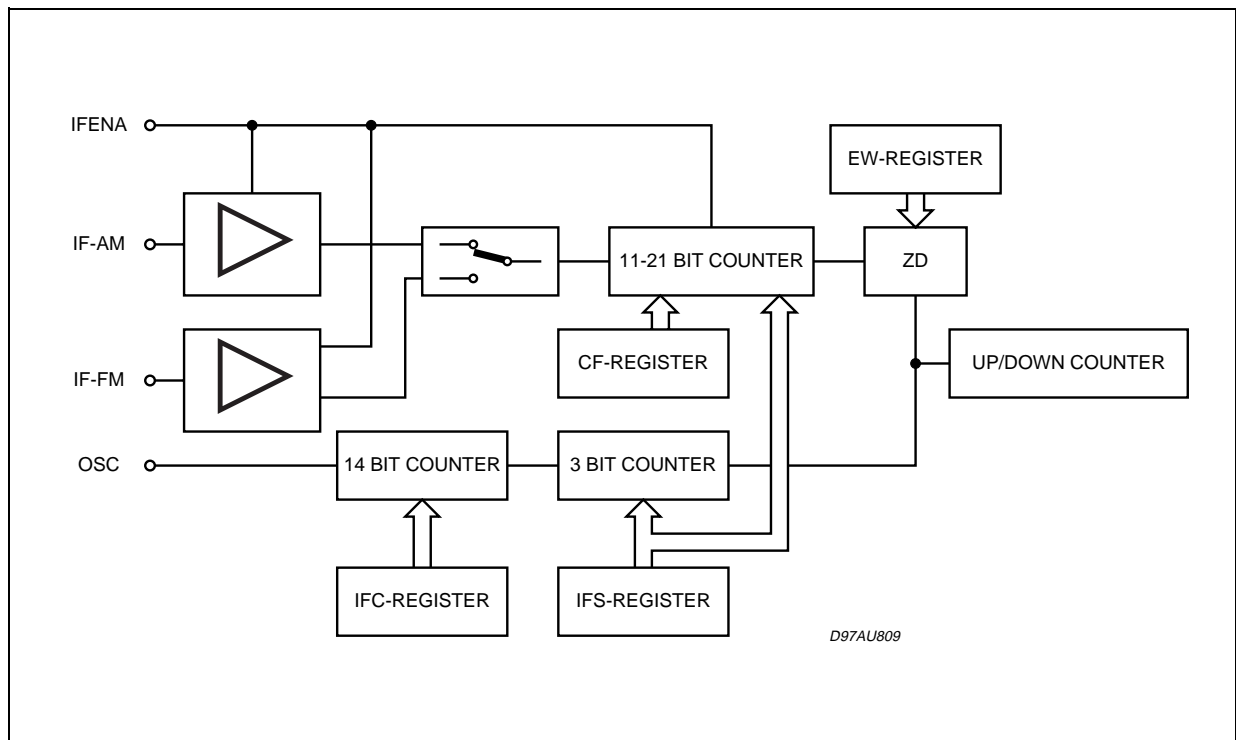 IFENA
EW-REGISTER
IF-AM
11-21 BIT COUNTER
ZD
CF-REGISTER
UP/DOWN COUNTER
IF-FM
OSC
14 BIT COUNTER
3 BIT COUNTER
IFC-REGISTER
IFS-REGISTER
D97AU809